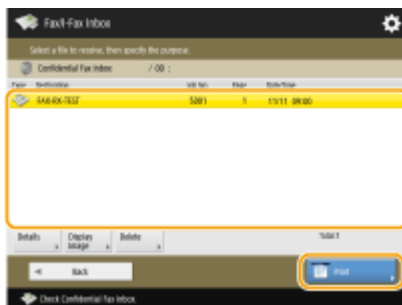 Fax/I-Fax Inbox
Select a file to receive, then specify the purpose.
Confidential Fax Inbox: / 00 :
Type Destination Job No. Page Date/Time
FAX-RX-TEST 5001 1 11/11 09:00
Details Display Image Delete Total:1
Back Print
Check Confidential Fax Inbox.